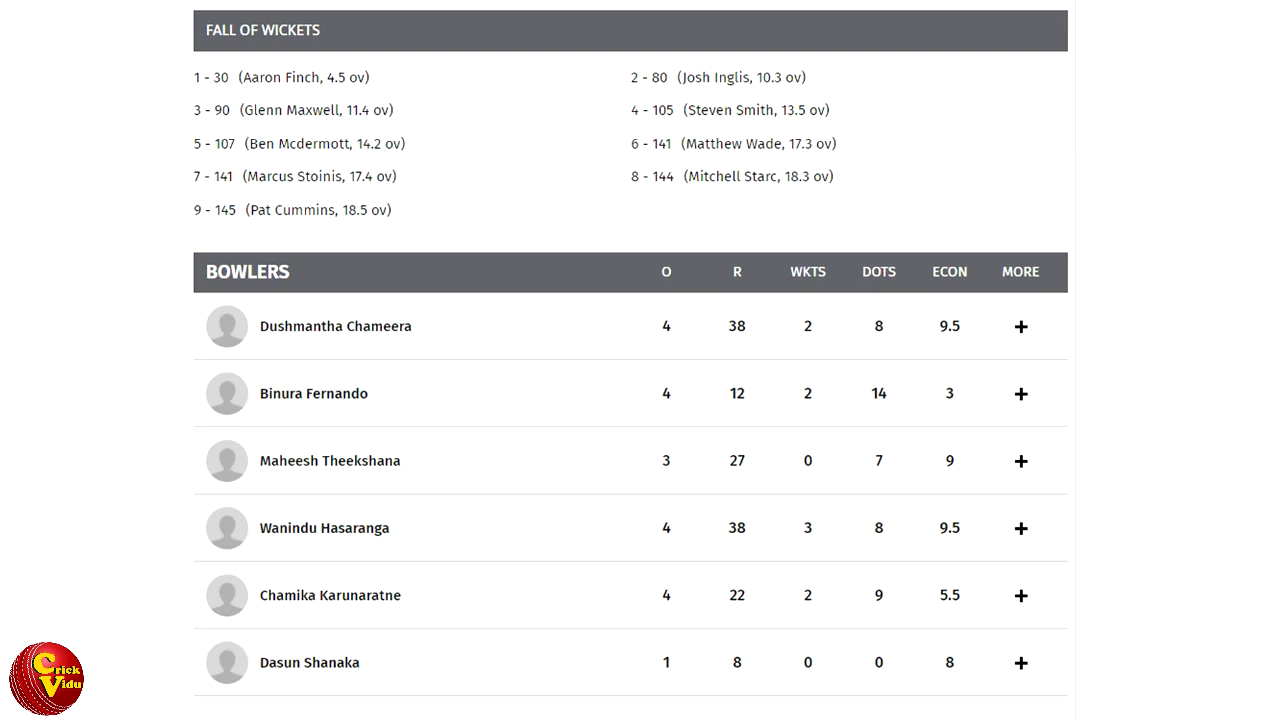 FALL OF WICKETS
1 - 30 (Aaron Finch, 4.5 ov) 2 - 80 (Josh Inglis, 10.3 ov)
3 - 90 (Glenn Maxwell, 11.4 ov) 4 - 105 (Steven Smith, 13.5 ov)
5 - 107 (Ben Mcdermott, 14.2 ov) 6 - 141 (Matthew Wade, 17.3 ov)
7 - 141 (Marcus Stoinis, 17.4 ov) 8 - 144 (Mitchell Starc, 18.3 ov)
9 - 145 (Pat Cummins, 18.5 ov)
BOWLERS O R WKTS DOTS ECON MORE
Dushmantha Chameera 4 38 2 8 9.5 +
Binura Fernando 4 12 2 14 3 +
Maheesh Theekshana 3 27 0 7 9 +
Wanindu Hasaranga 4 38 3 8 9.5 +
Chamika Karunaratne 4 22 2 9 5.5 +
Dasun Shanaka 1 8 0 0 8 +
Crick
Vidu